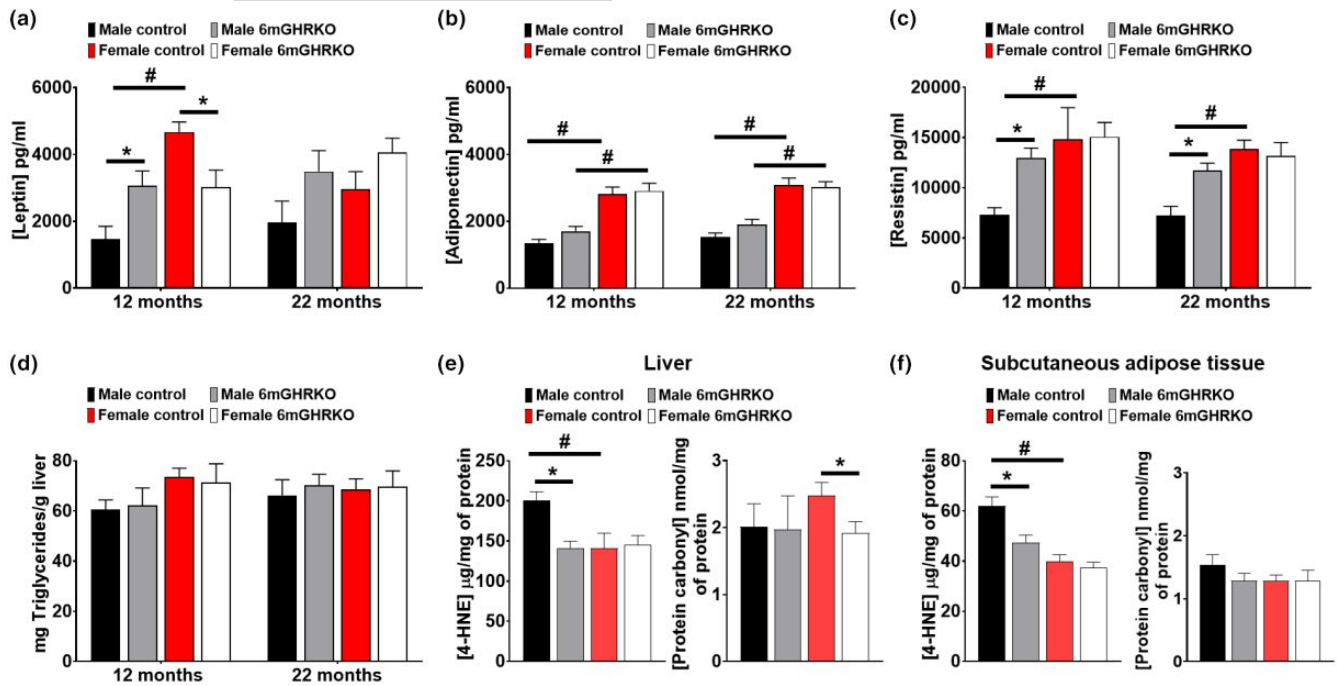 (a)
Male control Male 6mGHRKO
Female control Female 6mGHRKO
[Leptin] pg/ml
6000
4000
2000
0
#
*
*
12 months 22 months
(b)
Male control Male 6mGHRKO
Female control Female 6mGHRKO
[Adiponectin] pg/ml
6000
4000
2000
0
#
#
#
#
12 months 22 months
(c)
Male control Male 6mGHRKO
Female control Female 6mGHRKO
[Resistin] pg/ml
20000
15000
10000
5000
0
#
*
#
*
12 months 22 months
(d)
Male control Male 6mGHRKO
Female control Female 6mGHRKO
mg Triglycerides/g liver
80
60
40
20
0
12 months 22 months
(e)
Liver
Male control Male 6mGHRKO
Female control Female 6mGHRKO
[4-HNE] µg/mg of protein
250
200
150
100
50
0
#
*
[Protein carbonyl] nmol/mg
of protein
3
2
1
0
*
(f)
Subcutaneous adipose tissue
Male control Male 6mGHRKO
Female control Female 6mGHRKO
[4-HNE] µg/mg of protein
80
60
40
20
0
#
*
[Protein carbonyl] nmol/mg
of protein
3
2
1
0